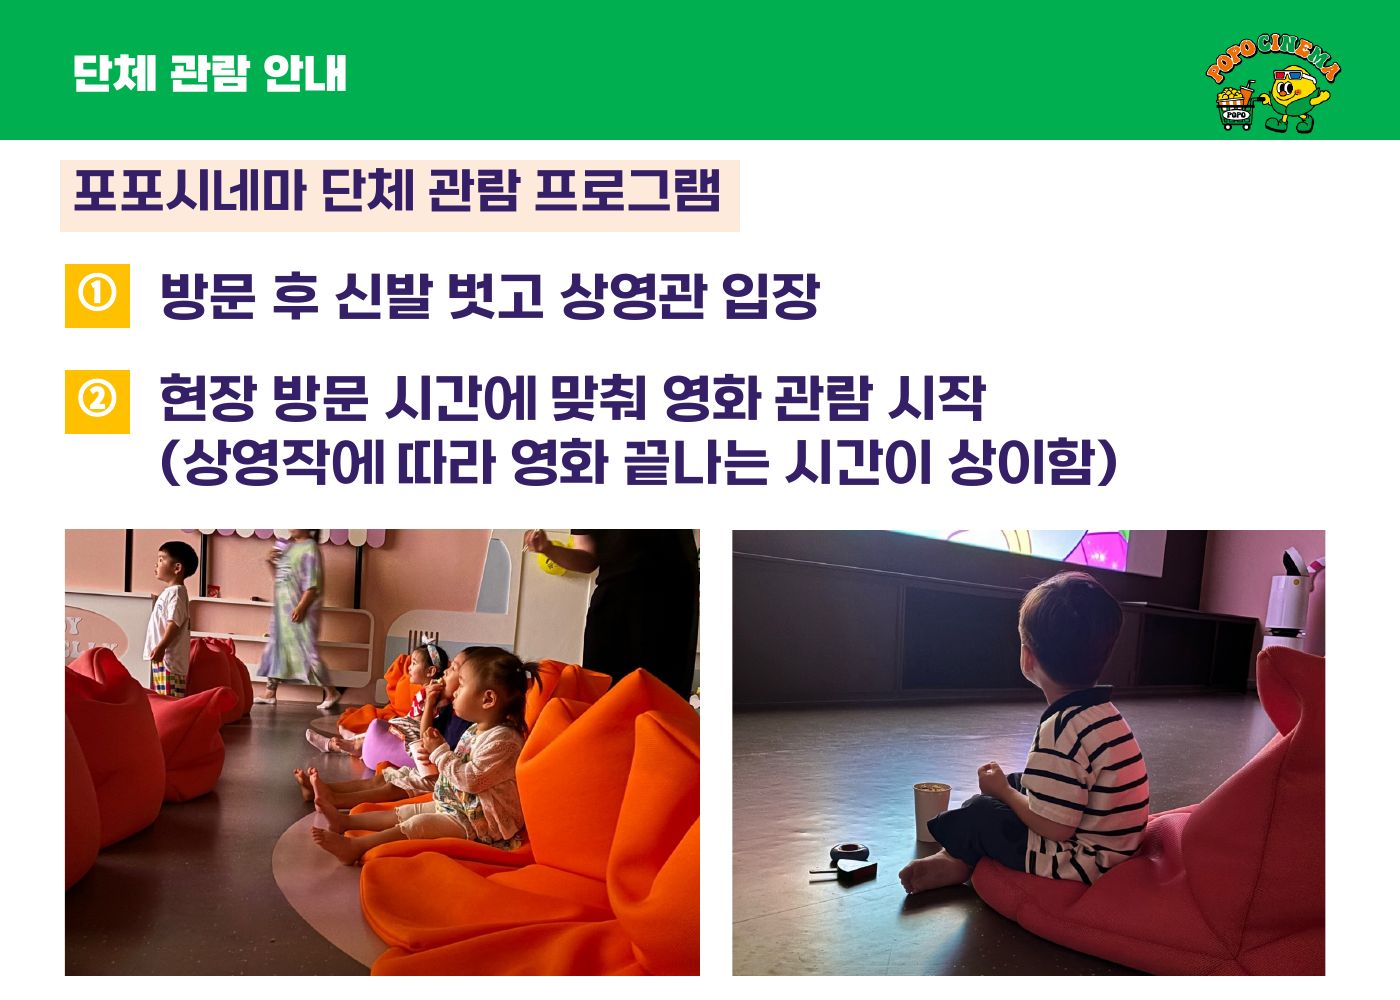 단체 관람 안내
POPO CINEMA
POPO
포포시네마 단체 관람 프로그램
① 방문 후 신발 벗고 상영관 입장
② 현장 방문 시간에 맞춰 영화 관람 시작
(상영작에 따라 영화 끝나는 시간이 상이함)